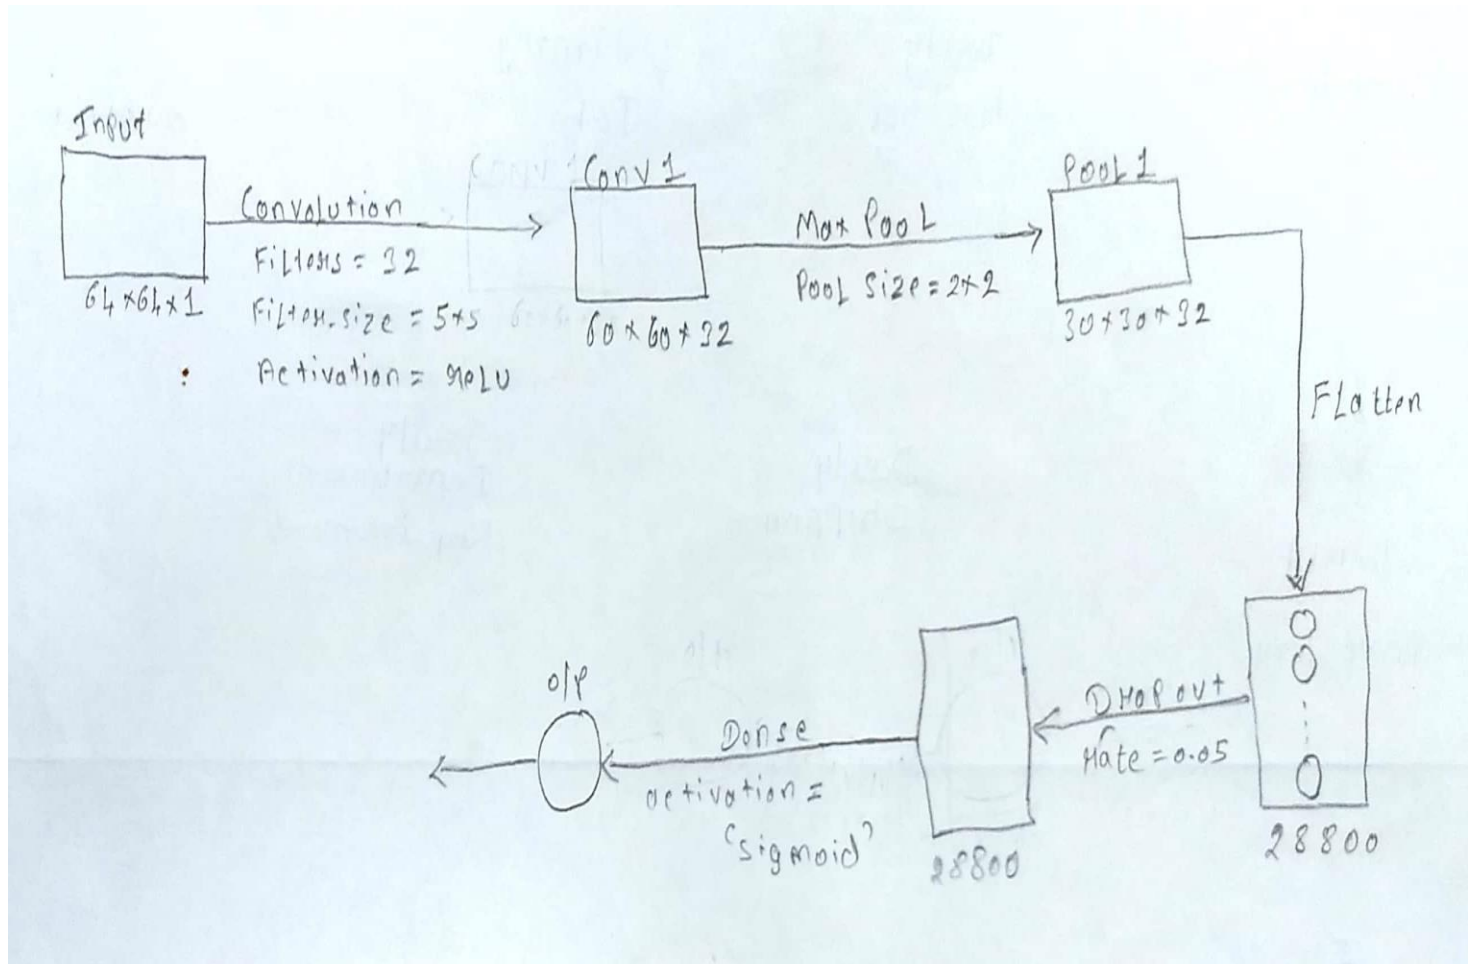 Input
64*64*1
Convolution
Filters = 32
Filter.size = 5*5
Activation = relu
Conv 1
60*60*32
Max Pool
Pool Size = 2*2
Pool 1
30*30*32
Flatten
28800
Drop out
rate = 0.05
28800
Dense
activation =
'sigmoid'
o/p